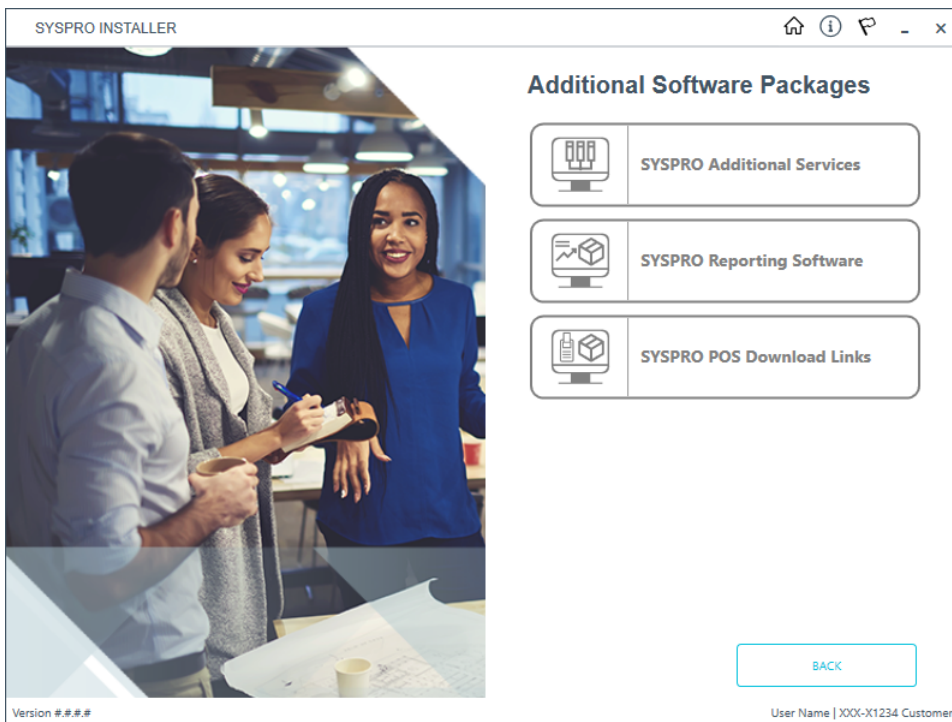 SYSPRO INSTALLER
Additional Software Packages
SYSPRO Additional Services
SYSPRO Reporting Software
SYSPRO POS Download Links
BACK
Version #.#.#.#
User Name | XXX-X1234 Customer